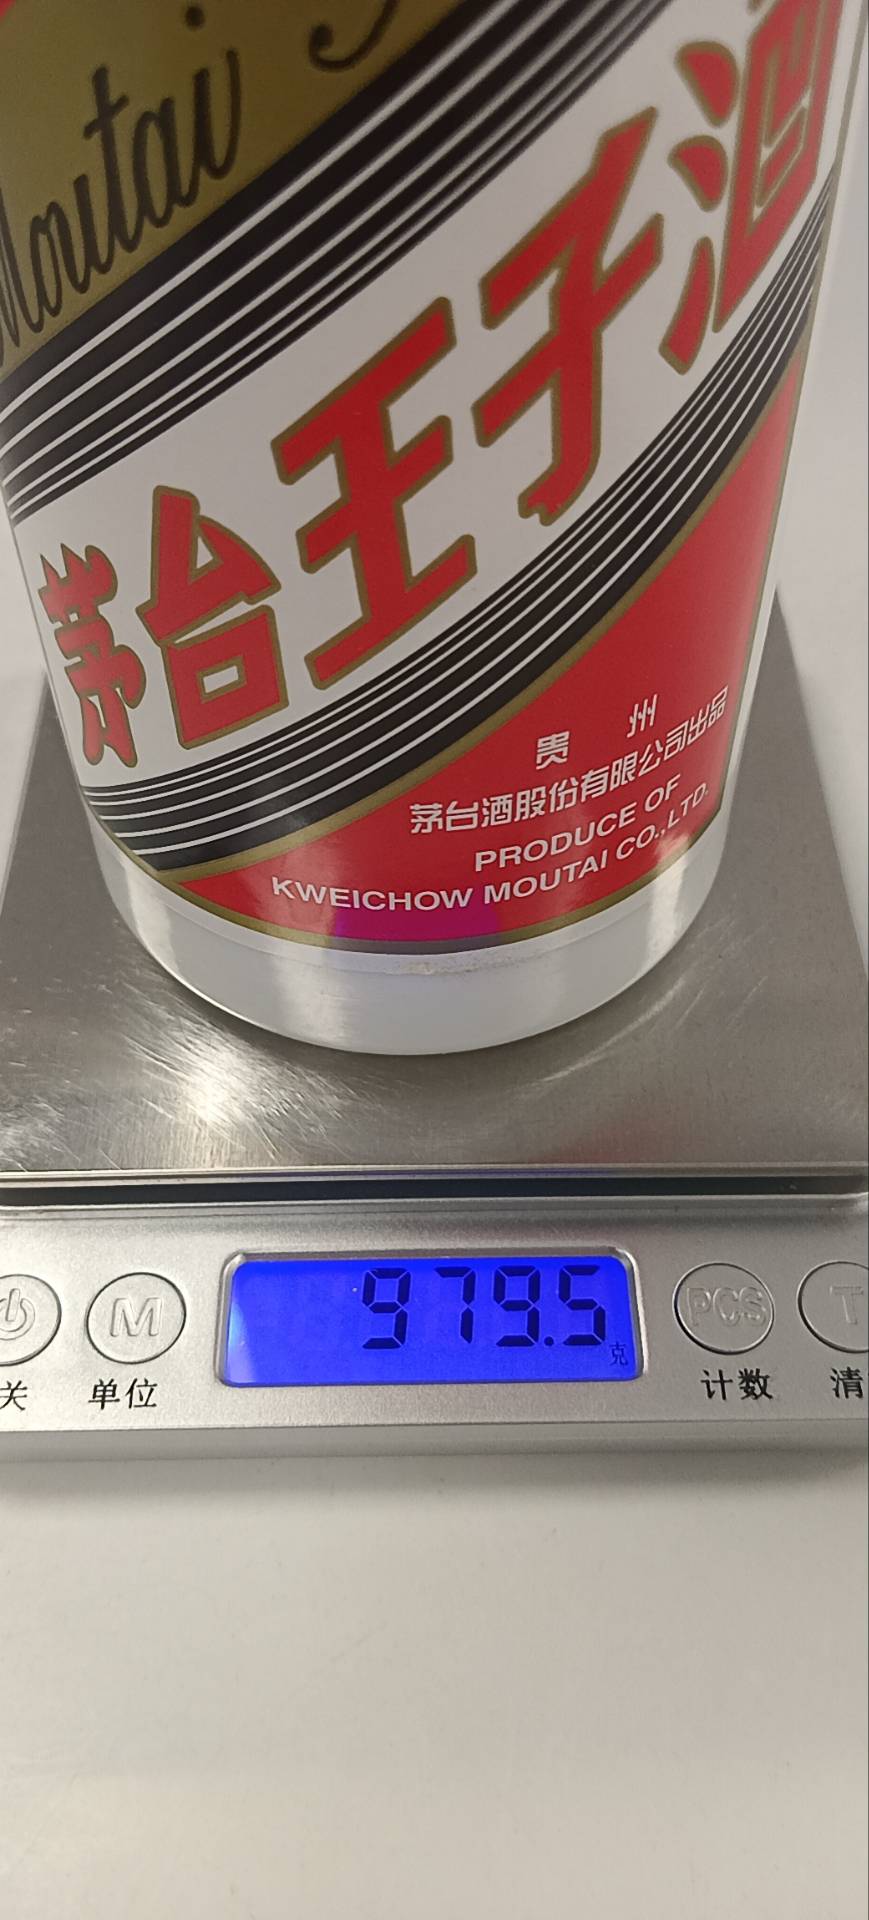 Moutai
茅台王子酒
贵 州
茅台酒股份有限公司出品
PRODUCE OF
KWEICHOW MOUTAI CO.,LTD.
979.5
克
M PCS T
关 单位 计数 清